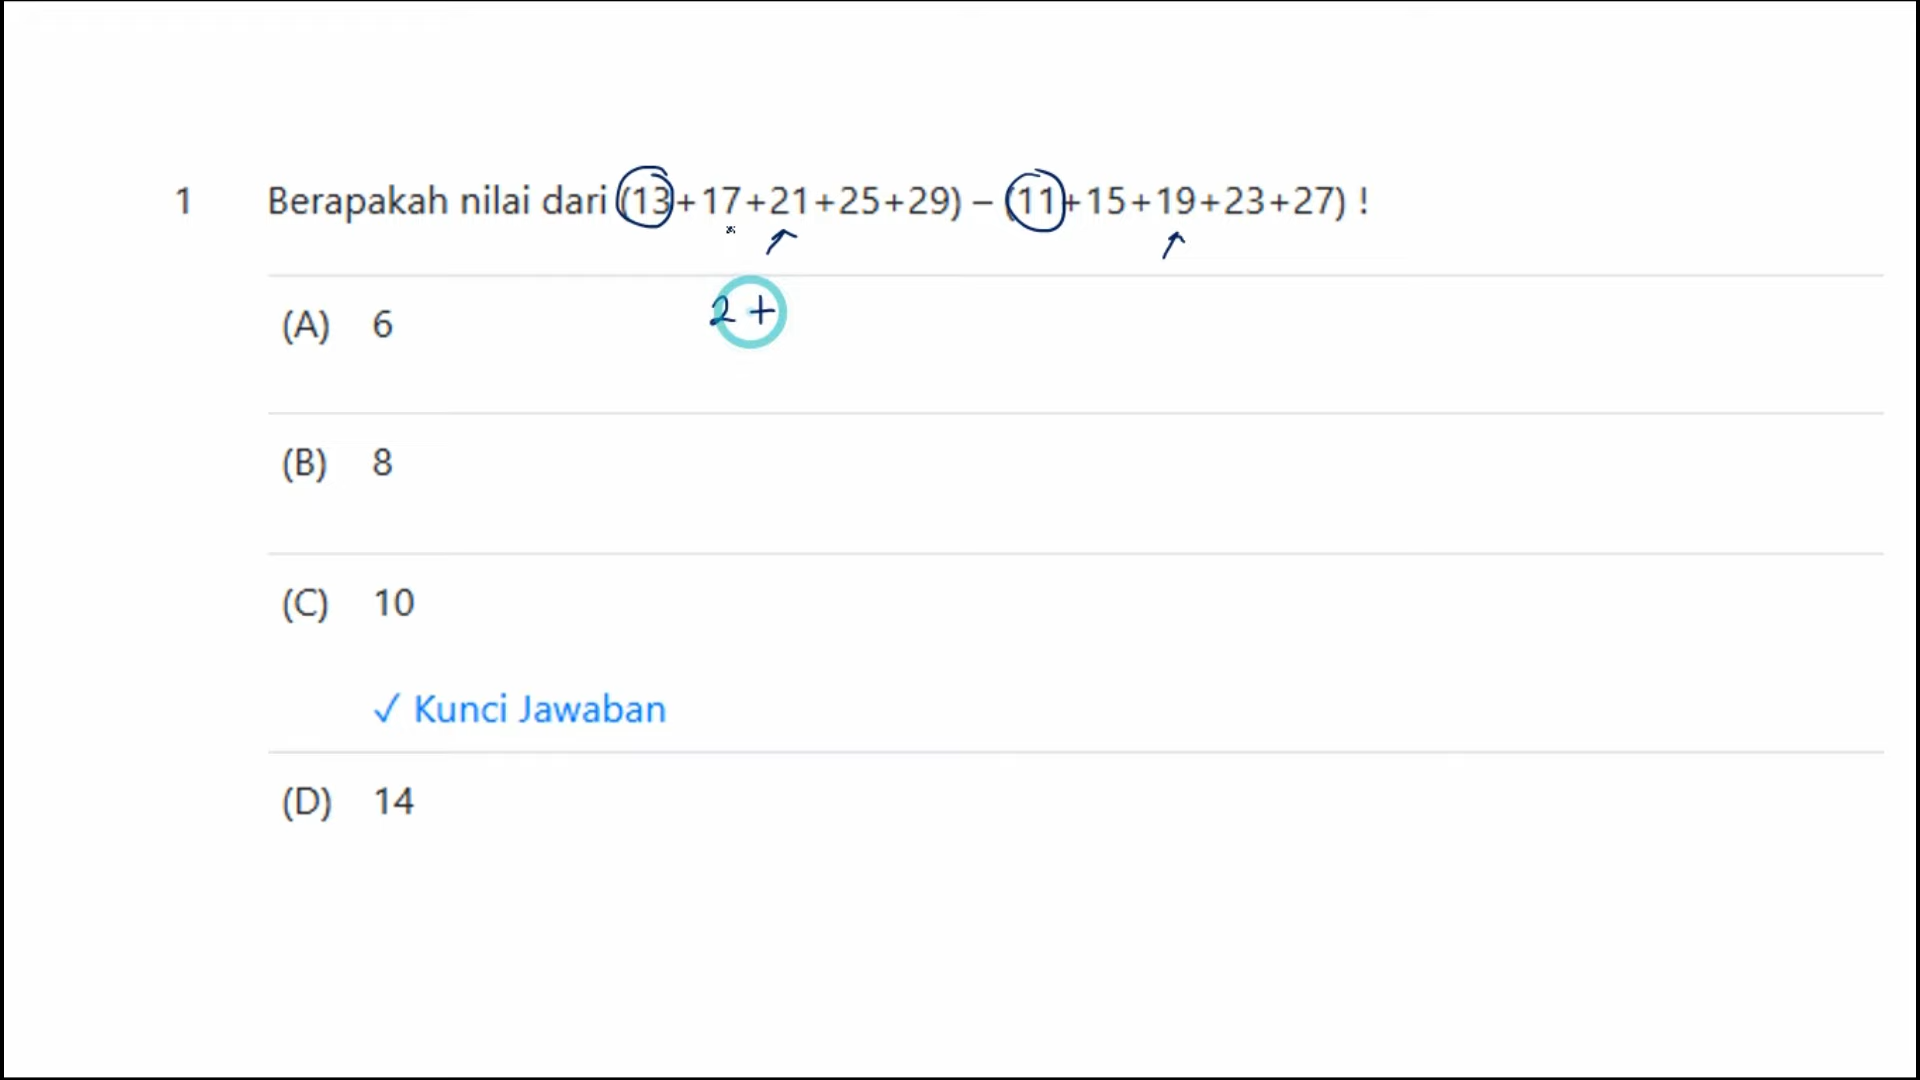 1 Berapakah nilai dari (13+17+21+25+29) – (11+15+19+23+27) !
2 +
(A) 6
(B) 8
(C) 10
✓ Kunci Jawaban
(D) 14